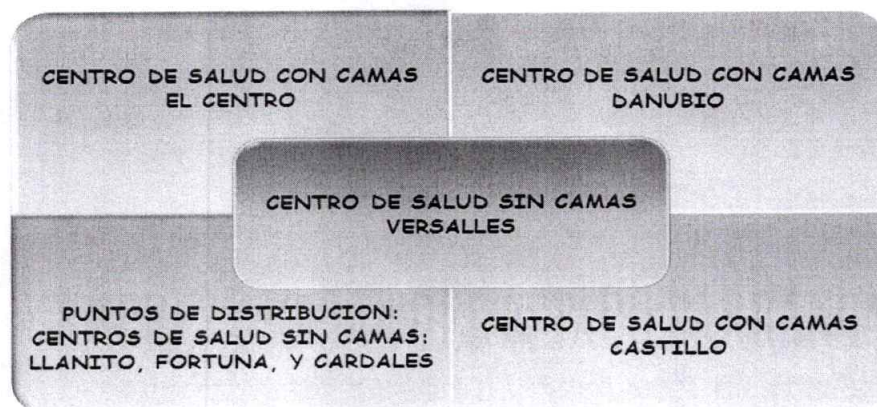 CENTRO DE SALUD CON CAMAS
EL CENTRO
CENTRO DE SALUD CON CAMAS
DANUBIO
CENTRO DE SALUD SIN CAMAS
VERSALLES
PUNTOS DE DISTRIBUCION:
CENTROS DE SALUD SIN CAMAS:
LLANITO, FORTUNA, Y CARDALES
CENTRO DE SALUD CON CAMAS
CASTILLO